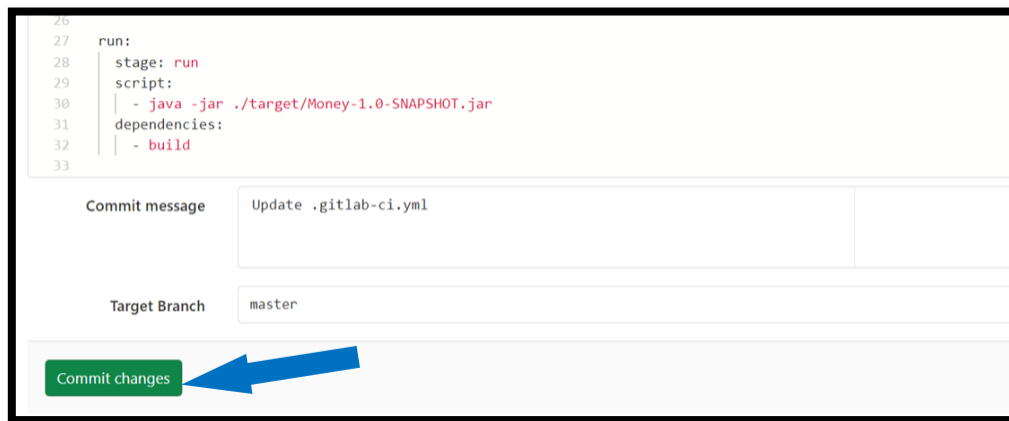 26
27 run:
28 stage: run
29 script:
30 - java -jar ./target/Money-1.0-SNAPSHOT.jar
31 dependencies:
32 - build
33
Commit message Update .gitlab-ci.yml
Target Branch master
Commit changes